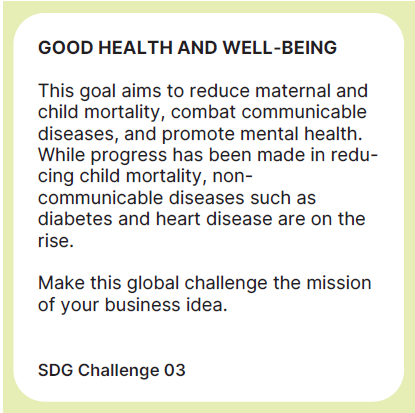 GOOD HEALTH AND WELL-BEING
This goal aims to reduce maternal and
child mortality, combat communicable
diseases, and promote mental health.
While progress has been made in redu-
cing child mortality, non-
communicable diseases such as
diabetes and heart disease are on the
rise.
Make this global challenge the mission
of your business idea.
SDG Challenge 03